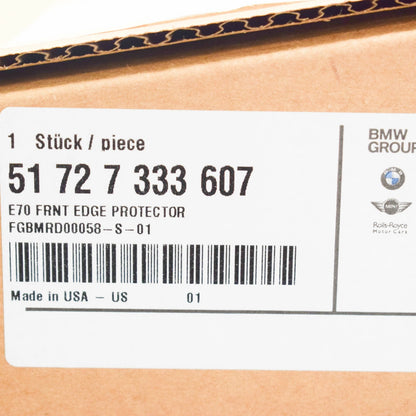 1 Stück / piece
51 72 7 333 607
E70 FRNT EDGE PROTECTOR
FGBMRD00058-S-01
Made in USA - US 01
BMW
GROUP
BMW
MINI
Rolls-Royce
Motor Cars